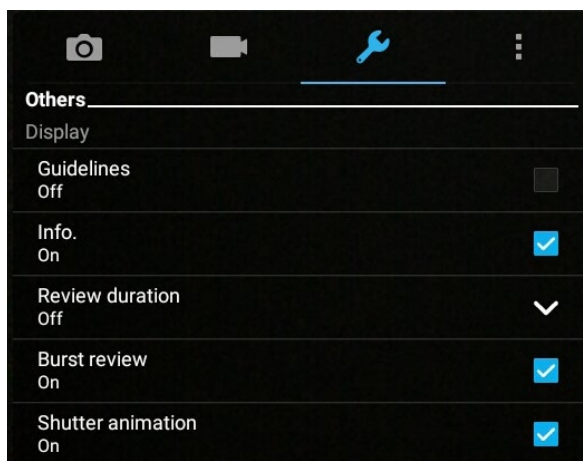 Others
Display
Guidelines
Off
Info.
On
Review duration
Off
Burst review
On
Shutter animation
On